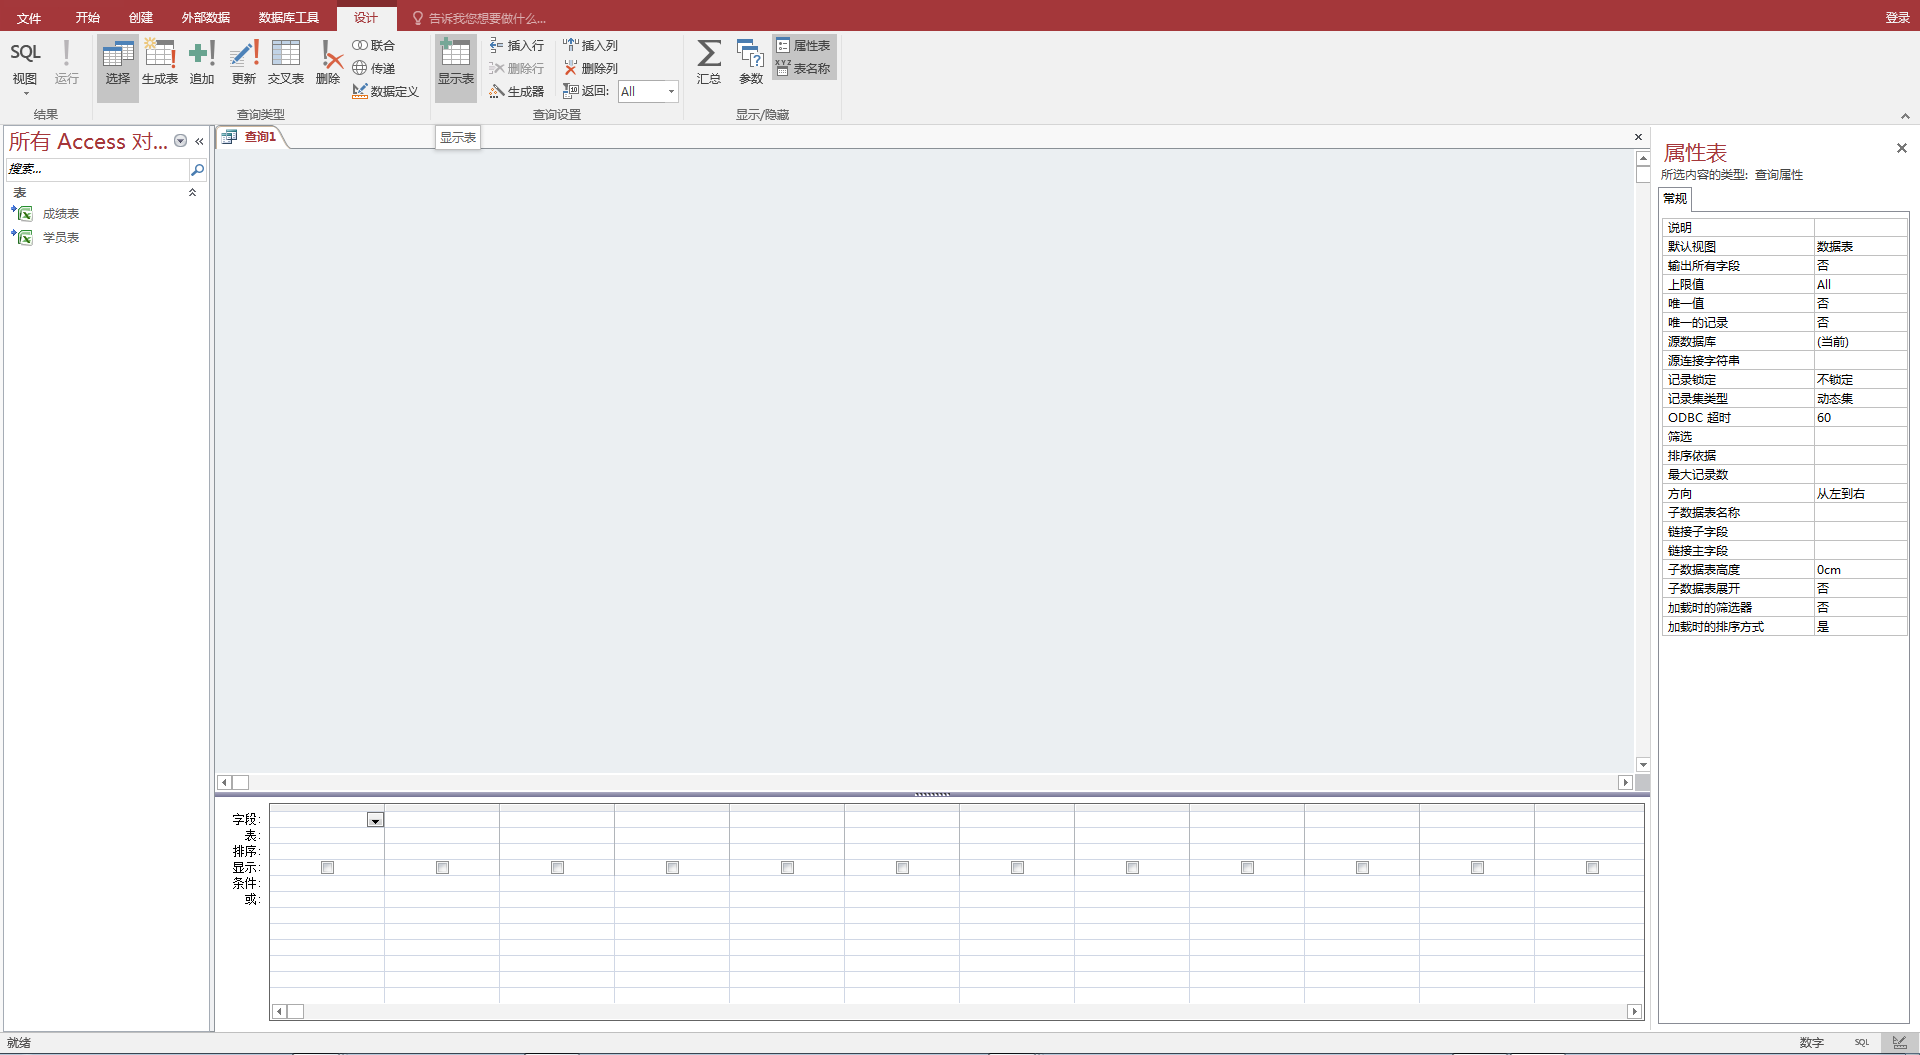 文件 开始 创建 外部数据 数据库工具 设计 告诉我您想要做什么... 登录
SQL
视图
运行
选择
生成表
追加
更新
交叉表
删除
联合
传递
数据定义
显示表
插入行
删除行
生成器
插入列
删除列
返回: All
汇总
参数
属性表
表名称
结果 查询类型 查询设置 显示/隐藏
所有 Access 对...
搜索...
表
成绩表
学员表
查询1
显示表
字段:
表:
排序:
显示:
条件:
或:
属性表
所选内容的类型: 查询属性
常规
说明
默认视图 数据表
输出所有字段 否
上限值 All
唯一值 否
唯一的记录 否
源数据库 (当前)
源连接字符串
记录锁定 不锁定
记录集类型 动态集
ODBC 超时 60
筛选
排序依据
最大记录数
方向 从左到右
子数据表名称
链接子字段
链接主字段
子数据表高度 0cm
子数据表展开 否
加载时的筛选器 否
加载时的排序方式 是
就绪 数字 SQL